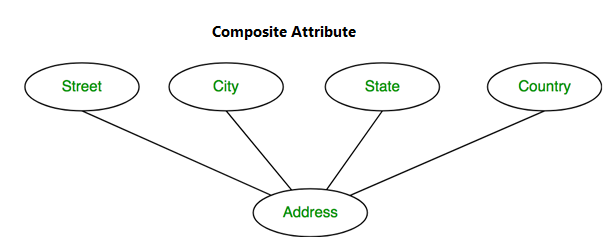 Composite Attribute
Street City State Country
Address